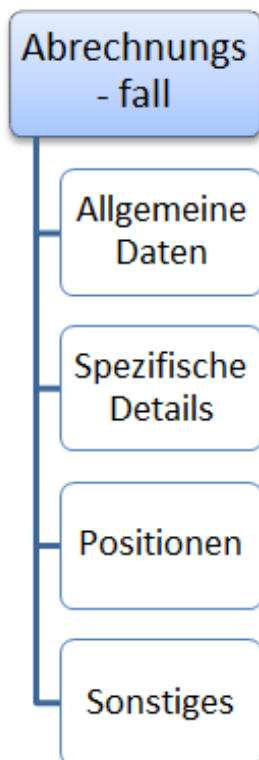 Abrechnungs
- fall
Allgemeine
Daten
Spezifische
Details
Positionen
Sonstiges